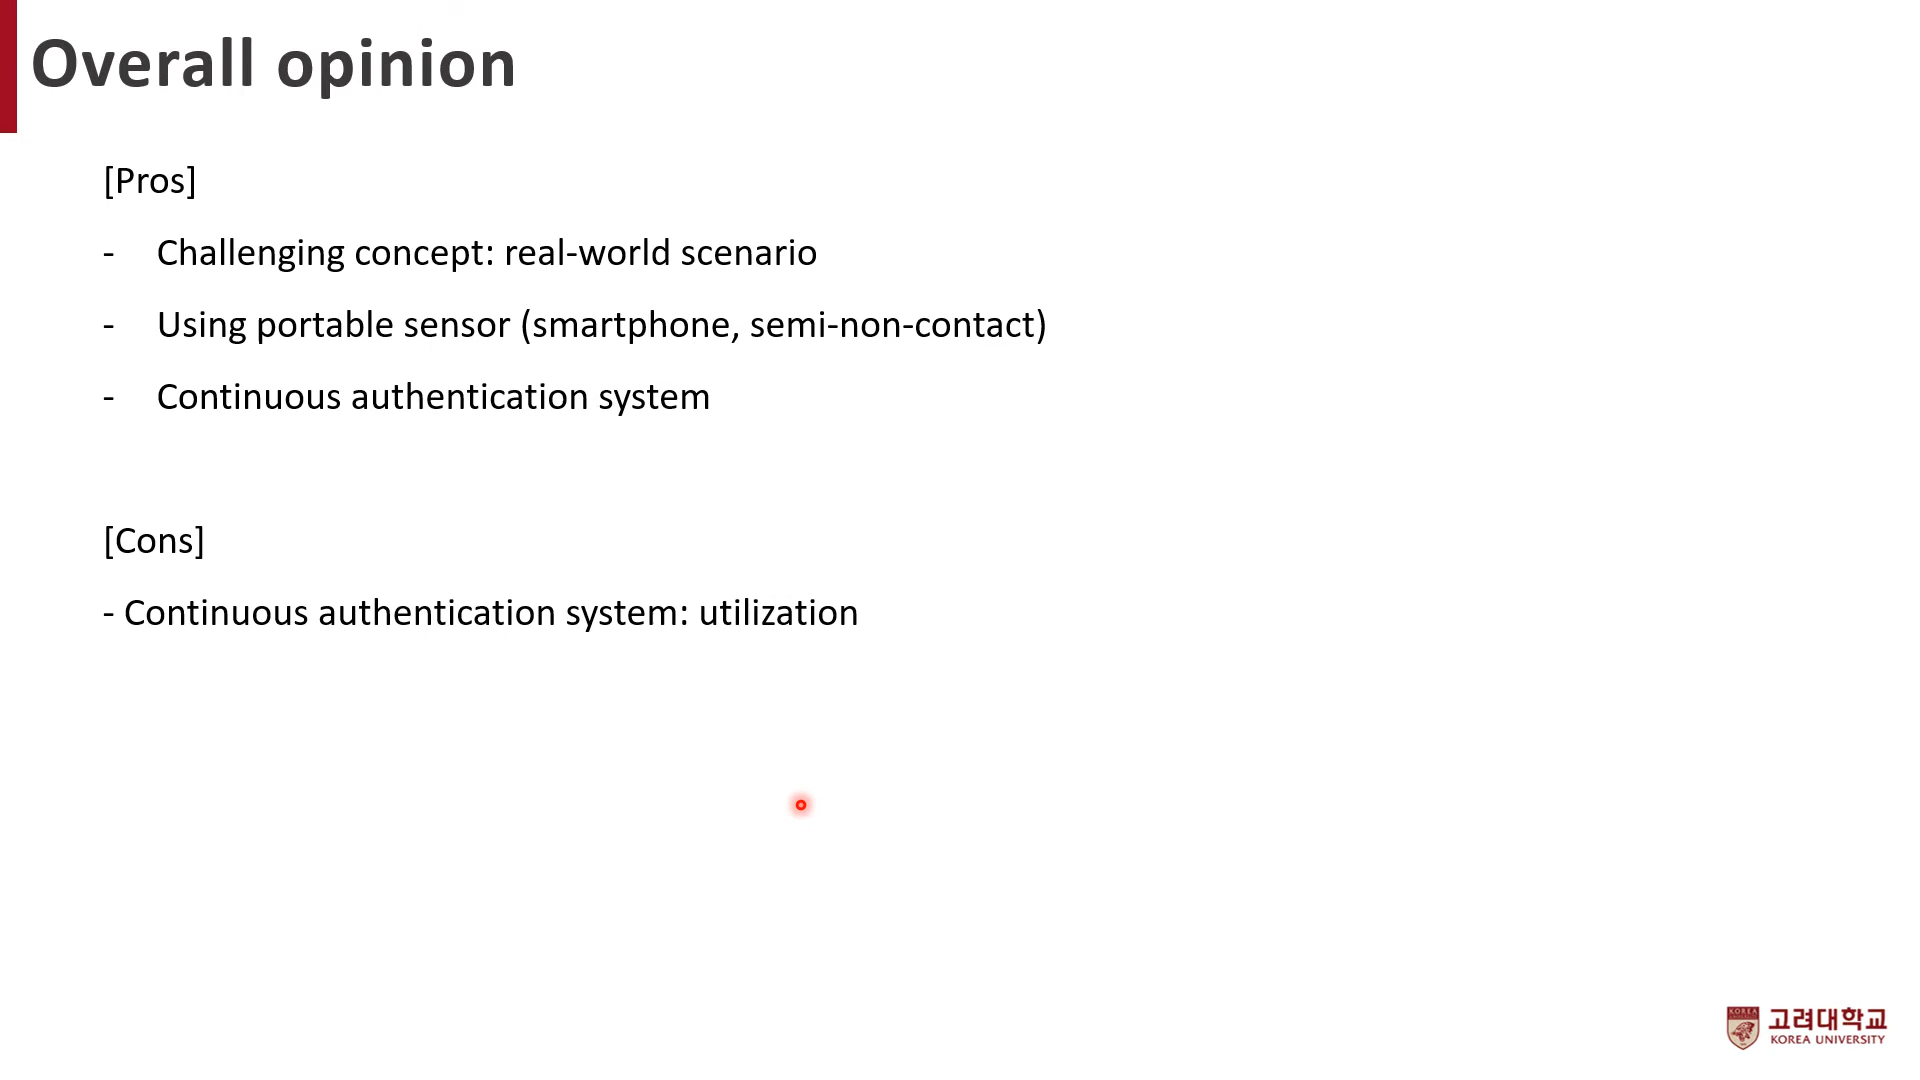 Overall opinion
[Pros]
- Challenging concept: real-world scenario
- Using portable sensor (smartphone, semi-non-contact)
- Continuous authentication system
[Cons]
- Continuous authentication system: utilization
KOREA
고려대학교
KOREA UNIVERSITY